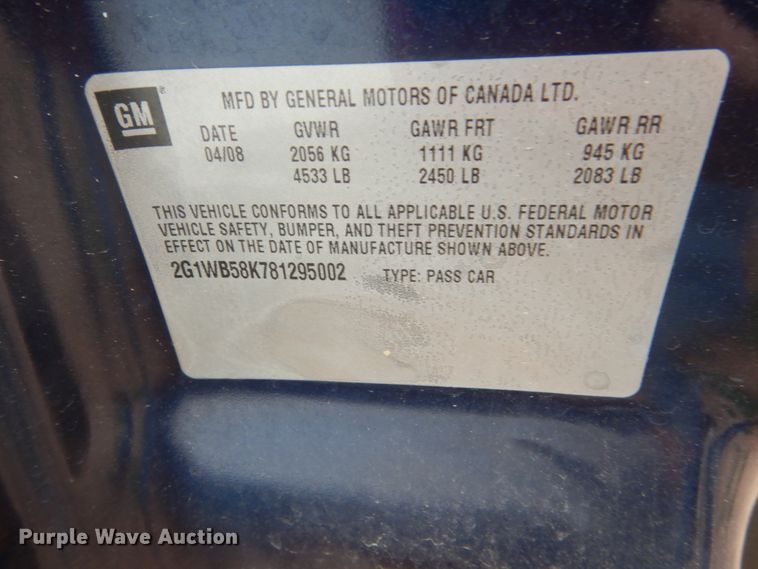 GM
MFD BY GENERAL MOTORS OF CANADA LTD.
DATE GVWR GAWR FRT GAWR RR
04/08 2056 KG 1111 KG 945 KG
4533 LB 2450 LB 2083 LB
THIS VEHICLE CONFORMS TO ALL APPLICABLE U.S. FEDERAL MOTOR
VEHICLE SAFETY, BUMPER, AND THEFT PREVENTION STANDARDS IN
EFFECT ON THE DATE OF MANUFACTURE SHOWN ABOVE.
2G1WB58K781295002 TYPE: PASS CAR
Purple Wave Auction